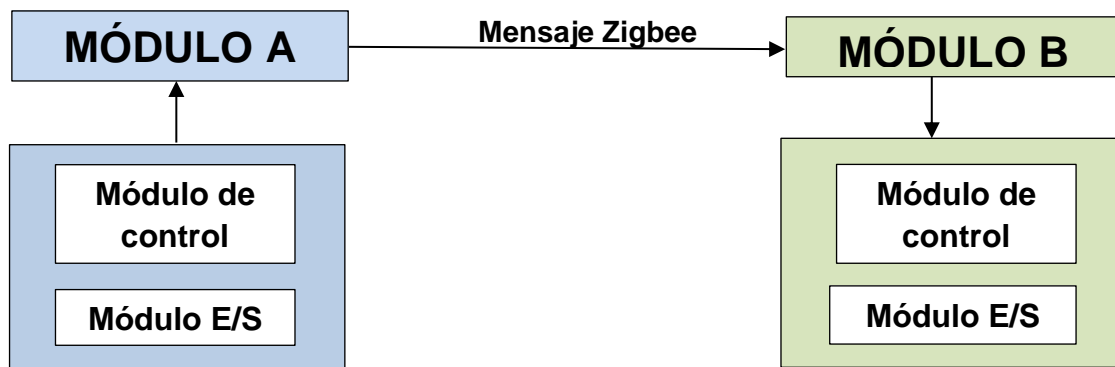 MÓDULO A
Mensaje Zigbee
MÓDULO B
Módulo de
control
Módulo E/S
Módulo de
control
Módulo E/S